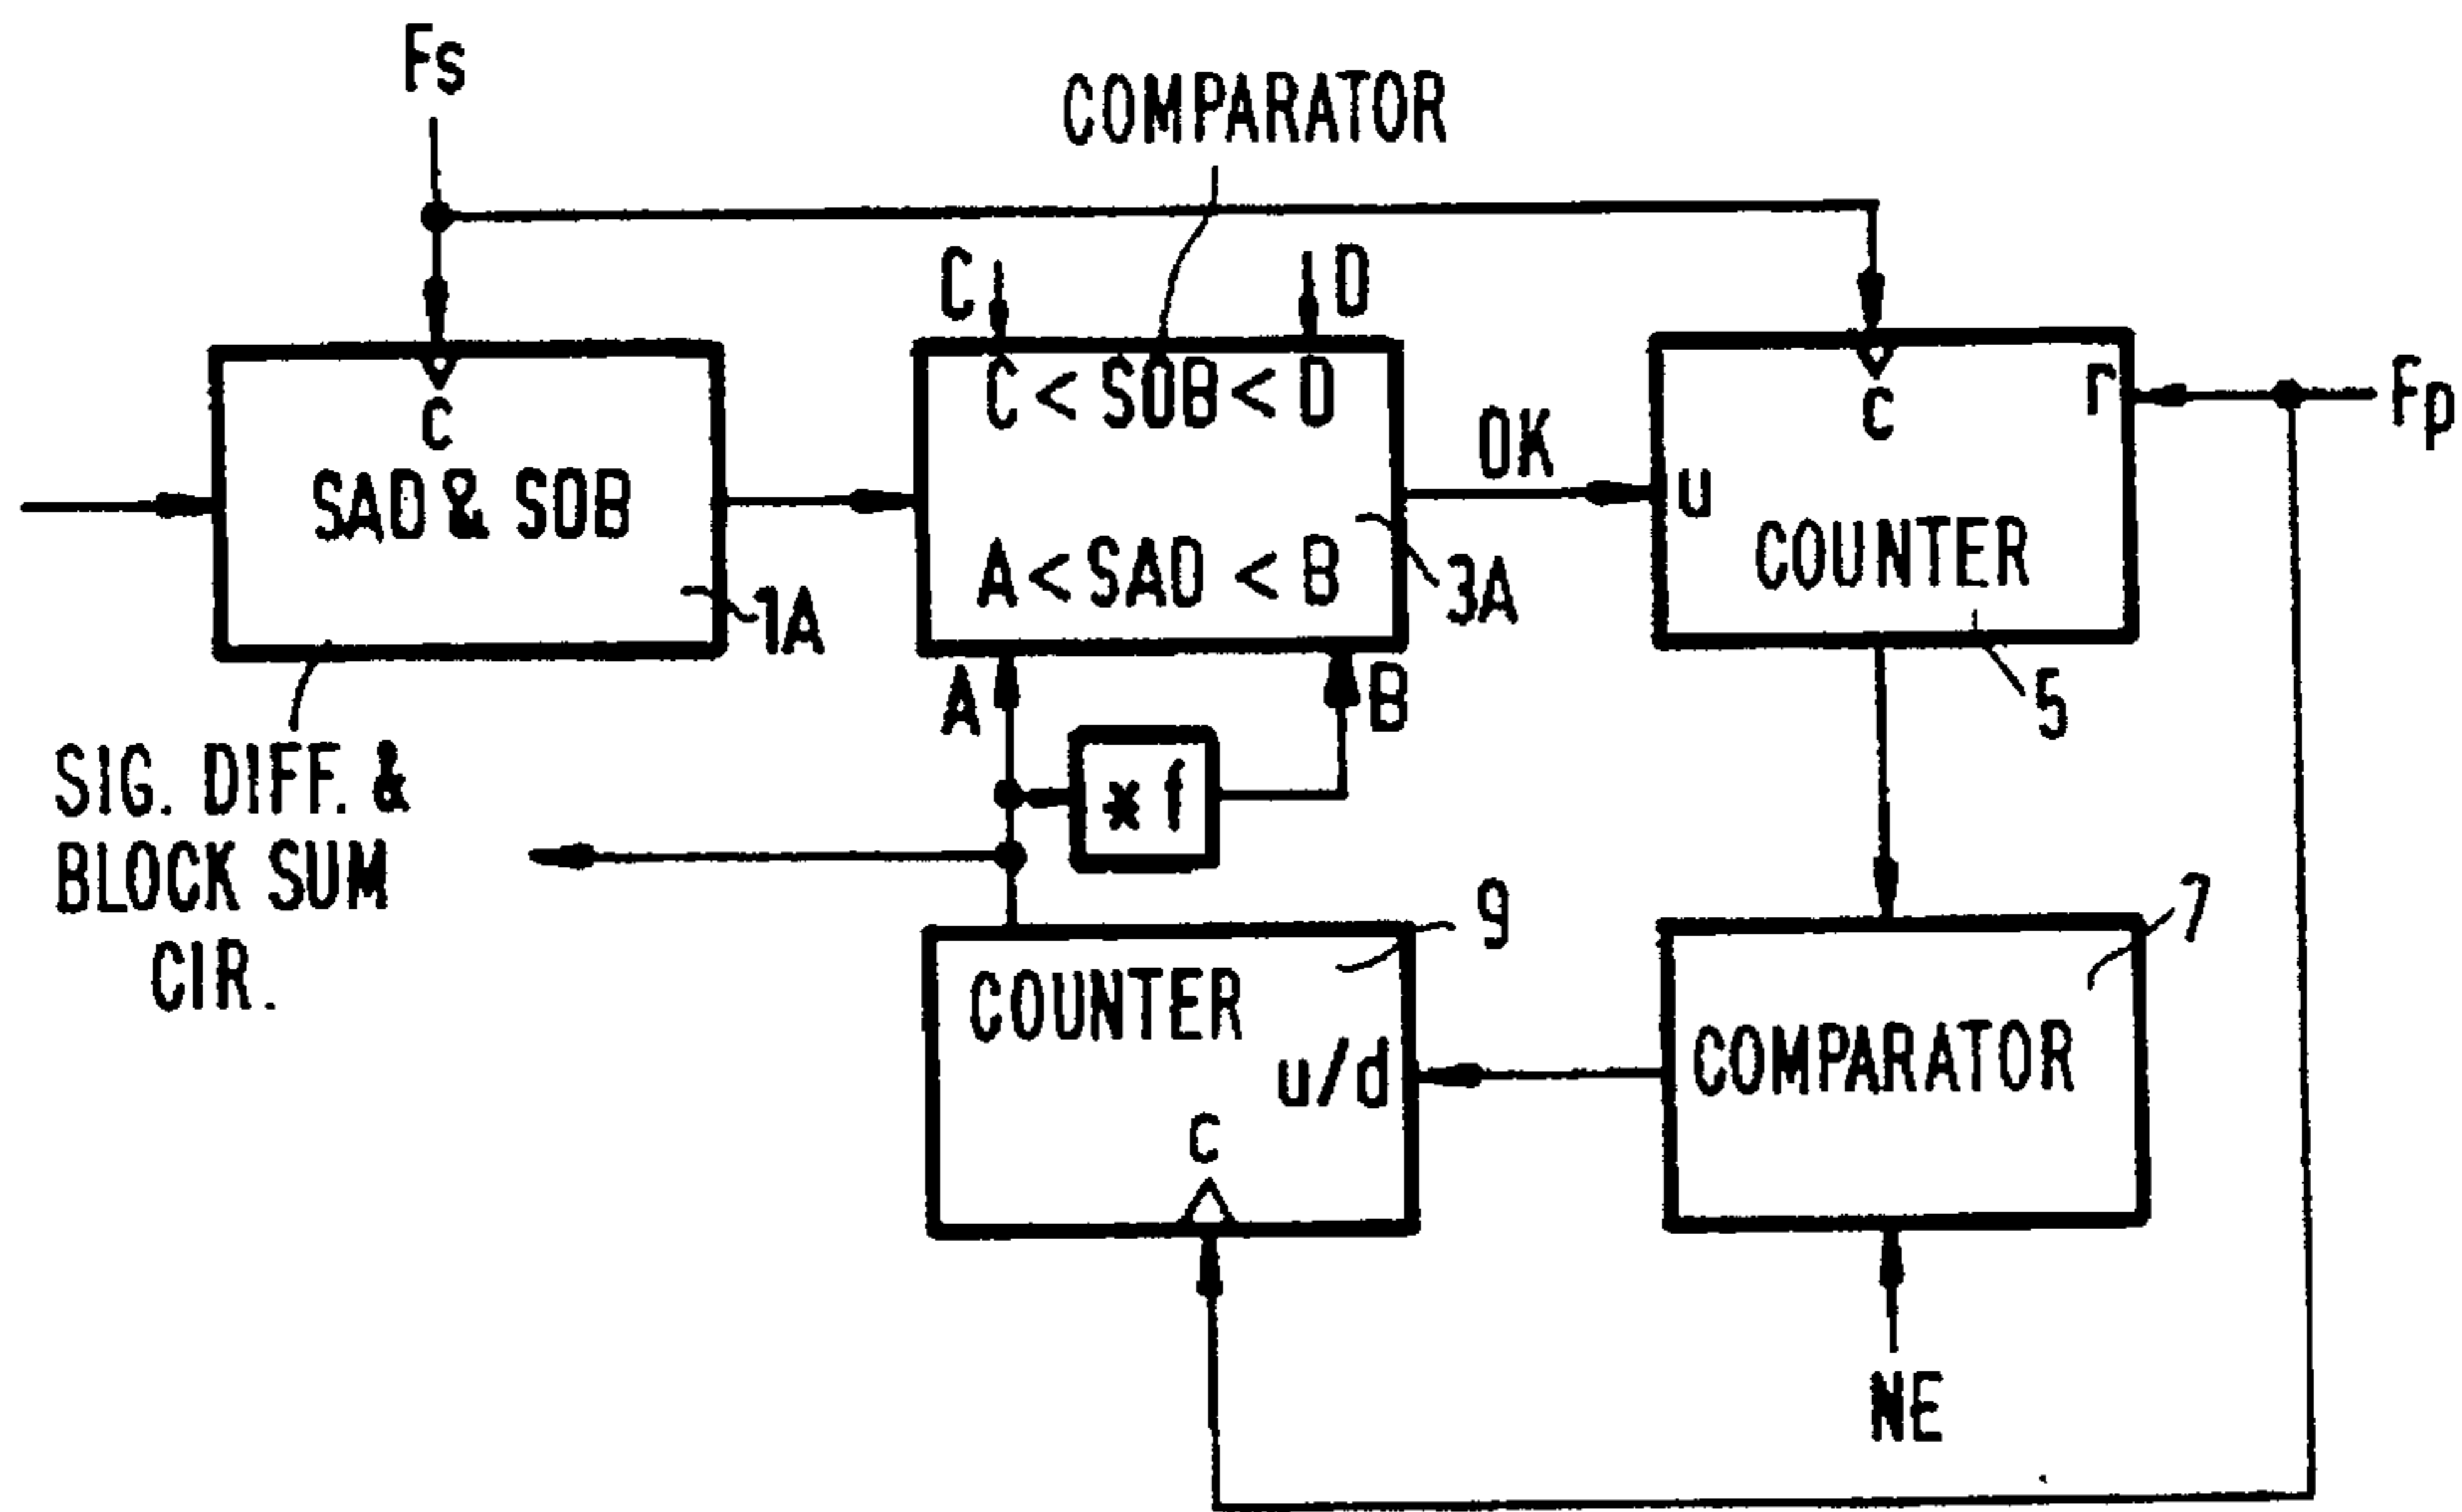 Fs
COMPARATOR
C
D
C < SOB < D
r
Fp
C
C
OK
SAD & SOB
u
COUNTER
A < SAD < B
3A
1A
A
B
5
SIG. DIFF. &
BLOCK SUM
CIR.
* f
9
7
COUNTER
u/d
COMPARATOR
C
NE